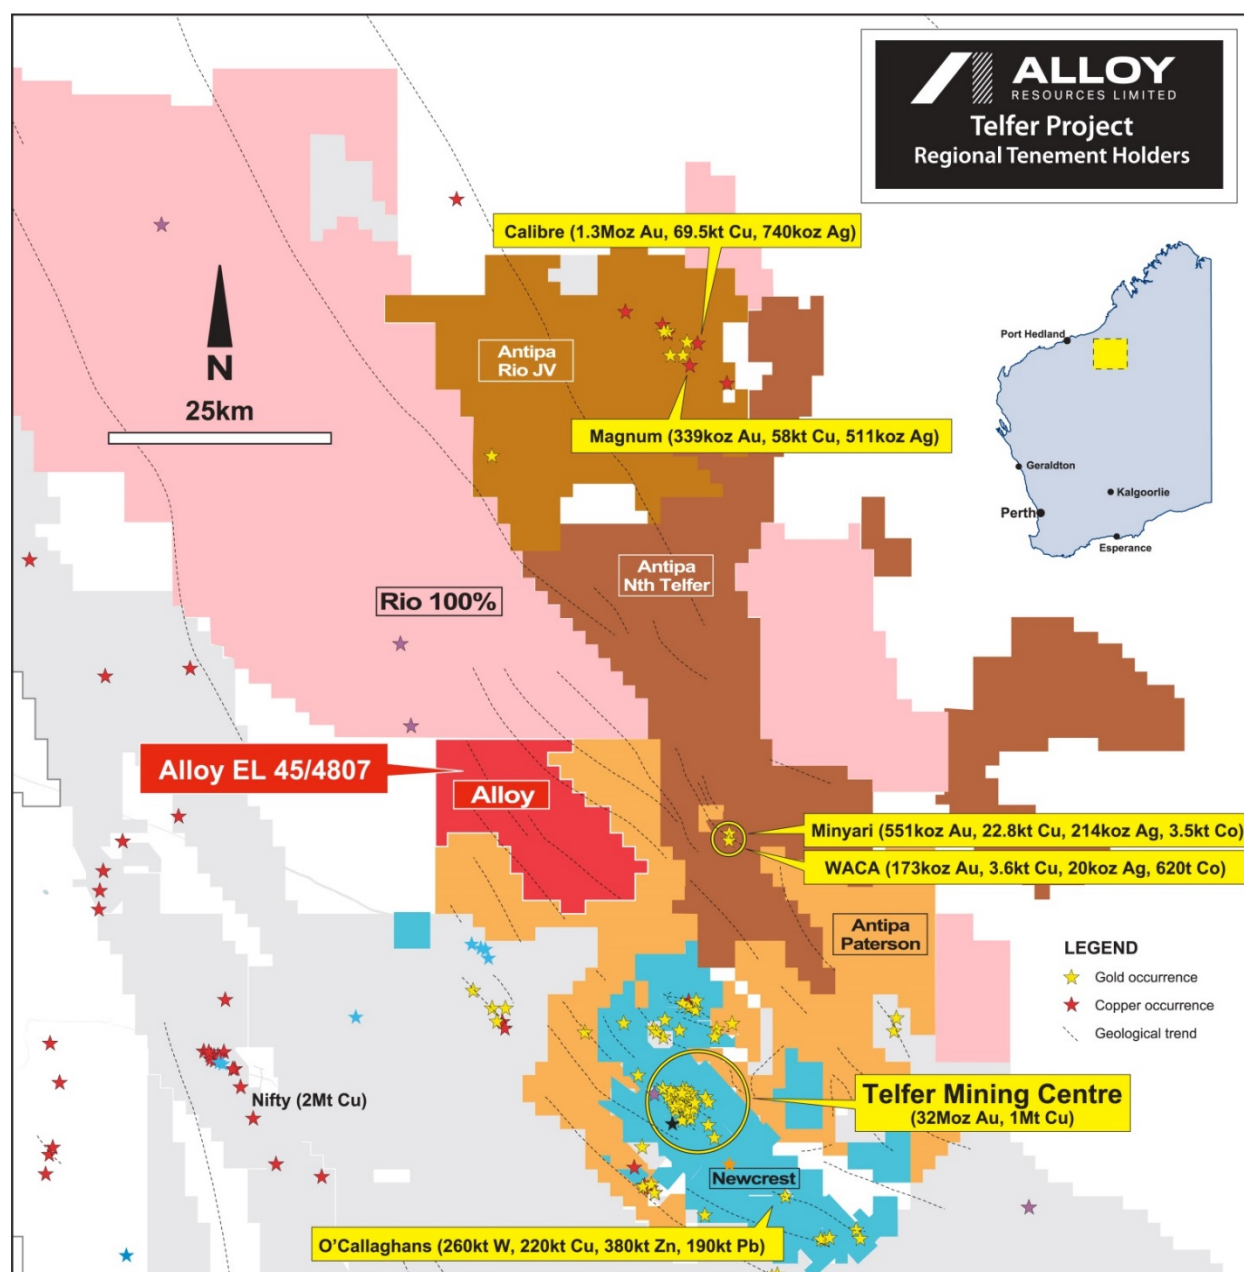 ALLOY
RESOURCES LIMITED
Telfer Project
Regional Tenement Holders
Calibre (1.3Moz Au, 69.5kt Cu, 740koz Ag)
Port Hedland
Antipa
Rio JV
N
25km
Magnum (339koz Au, 58kt Cu, 511koz Ag)
Geraldton
Kalgoorlie
Perth
Esperance
Antipa
Nth Telfer
Rio 100%
Alloy EL 45/4807
Alloy
Minyari (551koz Au, 22.8kt Cu, 214koz Ag, 3.5kt Co)
WACA (173koz Au, 3.6kt Cu, 20koz Ag, 620t Co)
Antipa
Paterson
LEGEND
Gold occurrence
Copper occurrence
Geological trend
Nifty (2Mt Cu)
Telfer Mining Centre
(32Moz Au, 1Mt Cu)
Newcrest
O'Callaghans (260kt W, 220kt Cu, 380kt Zn, 190kt Pb)